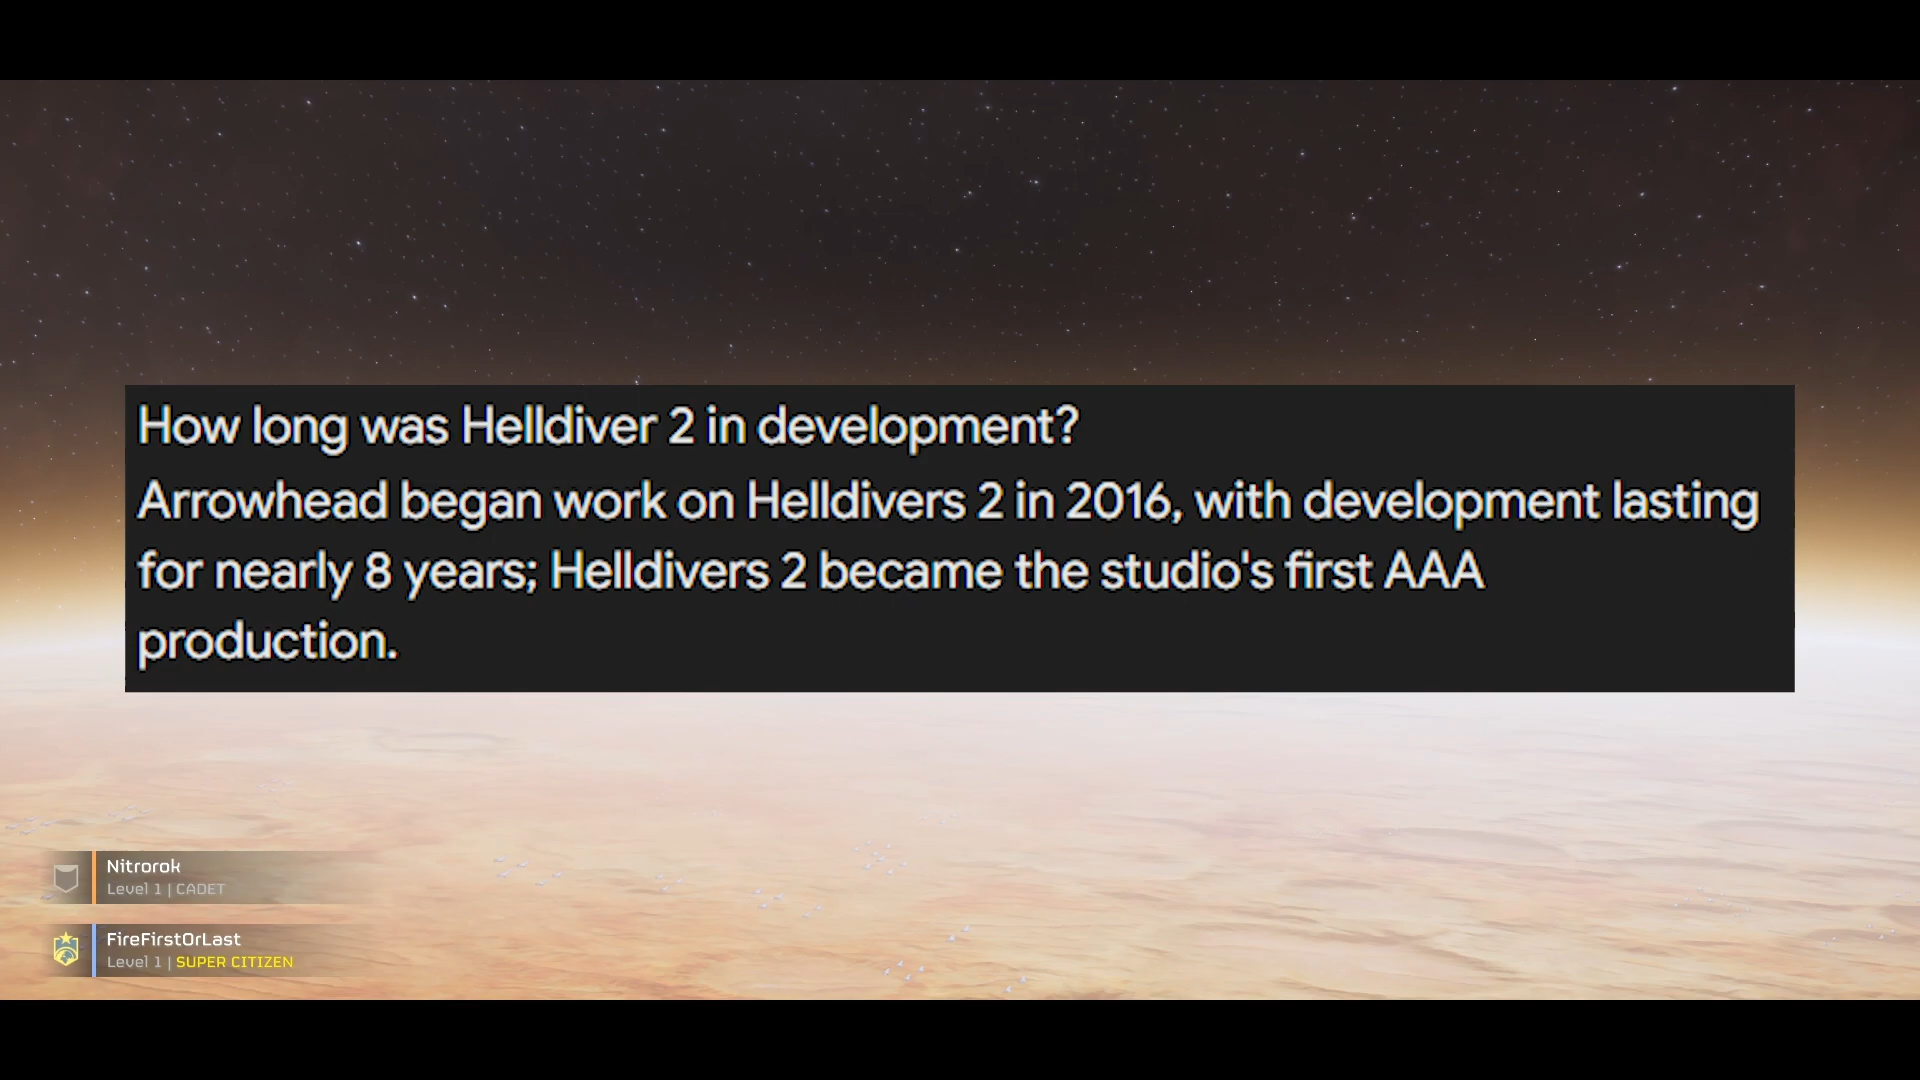 How long was Helldiver 2 in development?
Arrowhead began work on Helldivers 2 in 2016, with development lasting
for nearly 8 years; Helldivers 2 became the studio's first AAA
production.
Nitrorok
Level 1 | CADET
FireFirstOrLast
Level 1 | SUPER CITIZEN